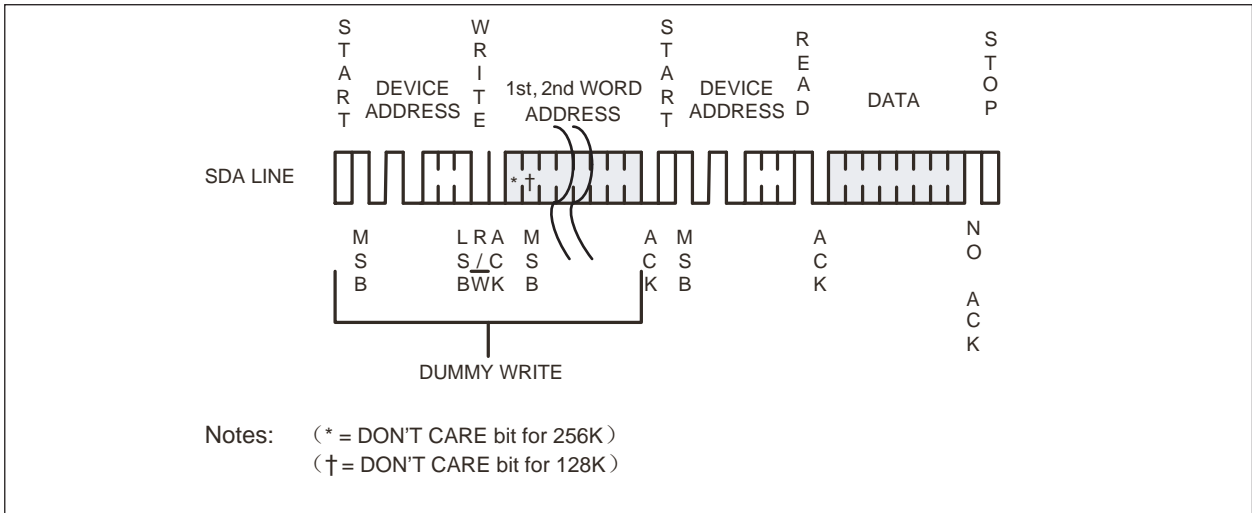 START
WRITE
START
READ
STOP
DEVICE
ADDRESS
1st, 2nd WORD
ADDRESS
DEVICE
ADDRESS
DATA
SDA LINE
* †
MSB
LSB
R/W
ACK
MSB
ACK
MSB
ACK
NO ACK
DUMMY WRITE
Notes: (* = DON'T CARE bit for 256K)
(† = DON'T CARE bit for 128K)